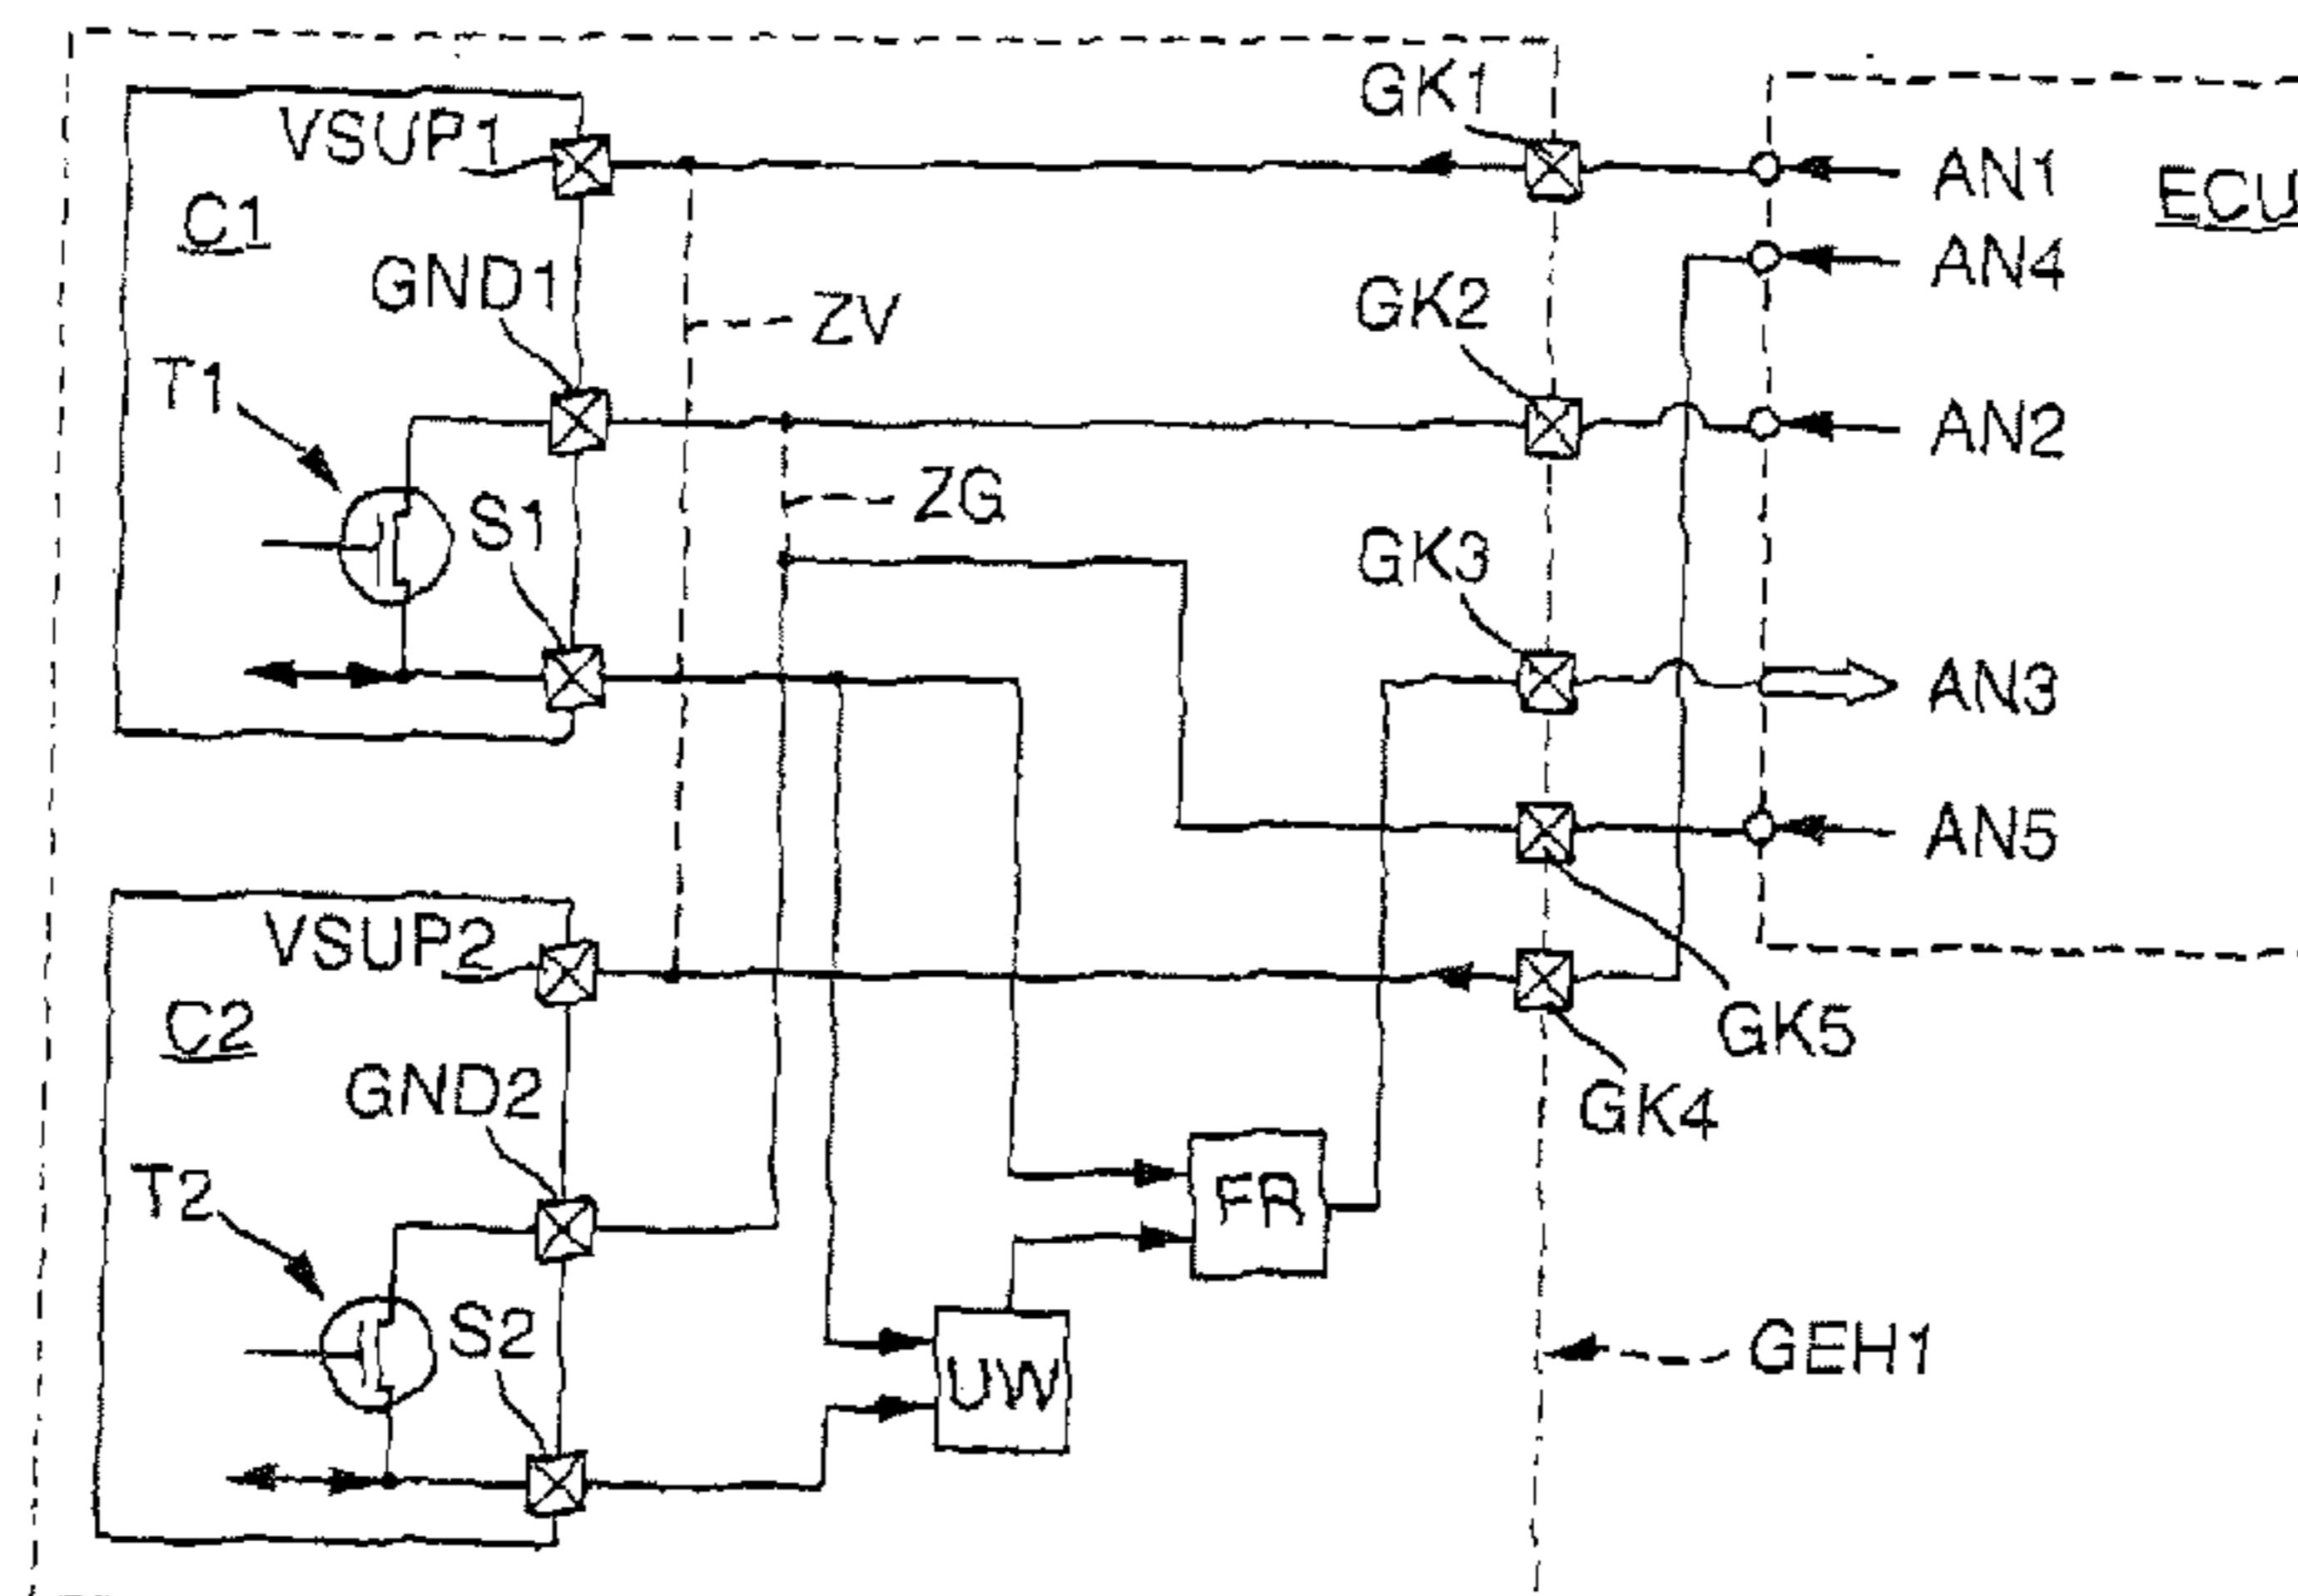 GK1
VSUP1
AN1
ECU
C1
AN4
GND1
GK2
ZV
T1
AN2
ZG
S1
GK3
AN3
AN5
VSUP2
C2
GK5
GND2
GK4
T2
FR
S2
GEH1
UW